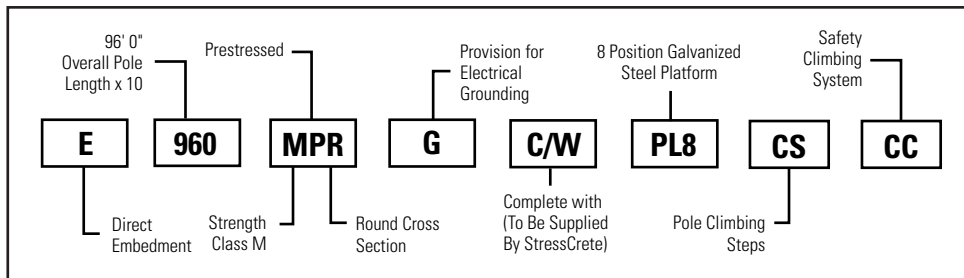 96' 0"
Overall Pole
Length x 10
Prestressed
Provision for
Electrical
Grounding
8 Position Galvanized
Steel Platform
Safety
Climbing
System
E
960
MPR
G
C/W
PL8
CS
CC
Direct
Embedment
Strength
Class M
Round Cross
Section
Complete with
(To Be Supplied
By StressCrete)
Pole Climbing
Steps